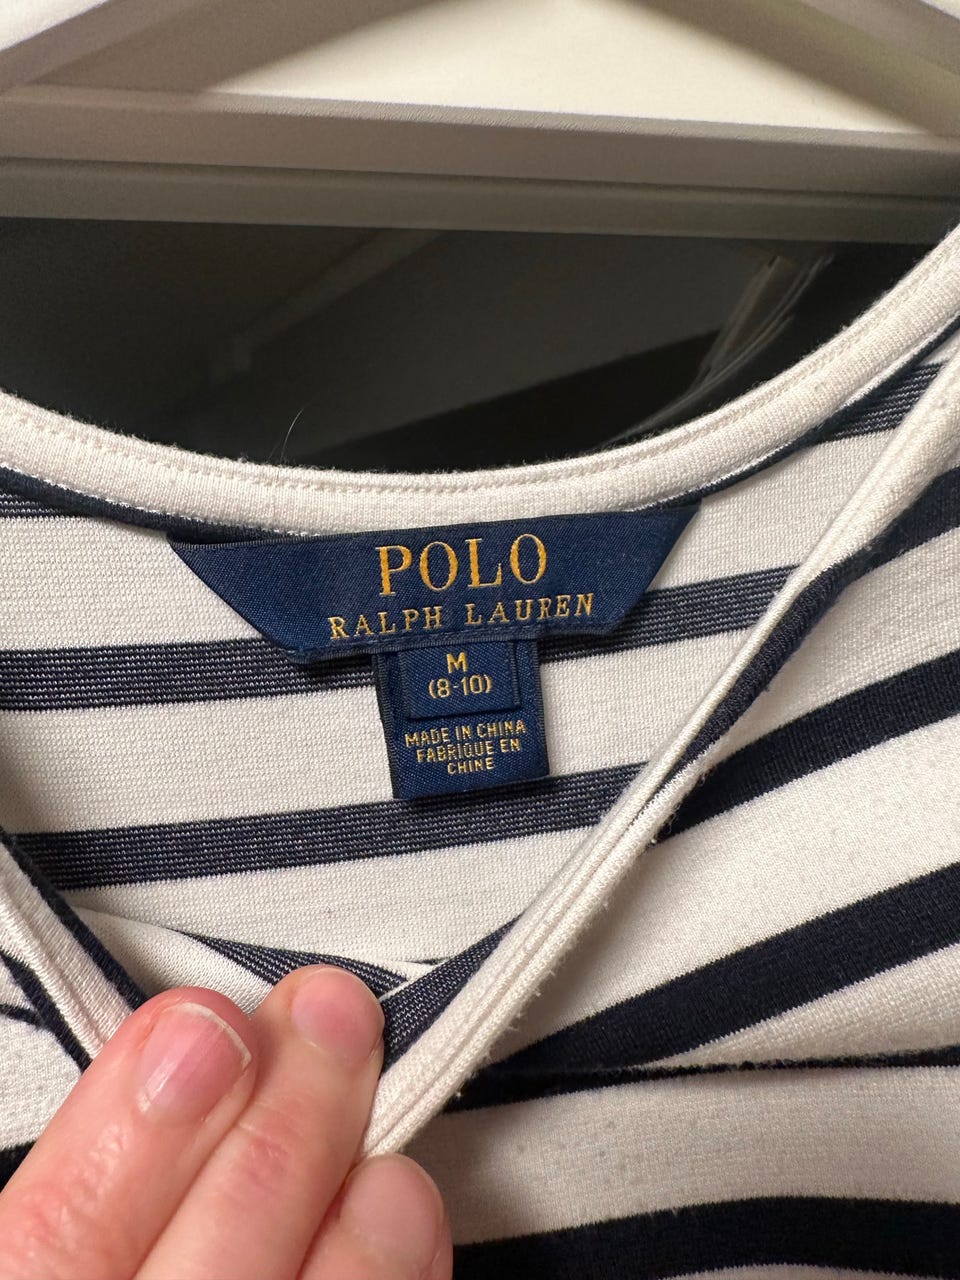 POLO
RALPH LAUREN
M
(8-10)
MADE IN CHINA
FABRIQUE EN
CHINE